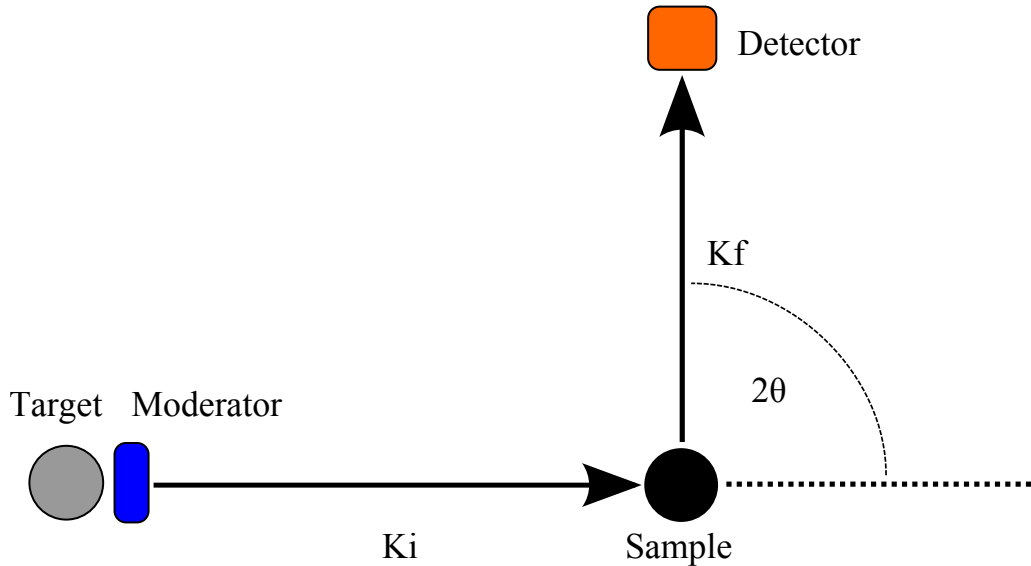 Detector
Kf
2θ
Target Moderator
Ki
Sample